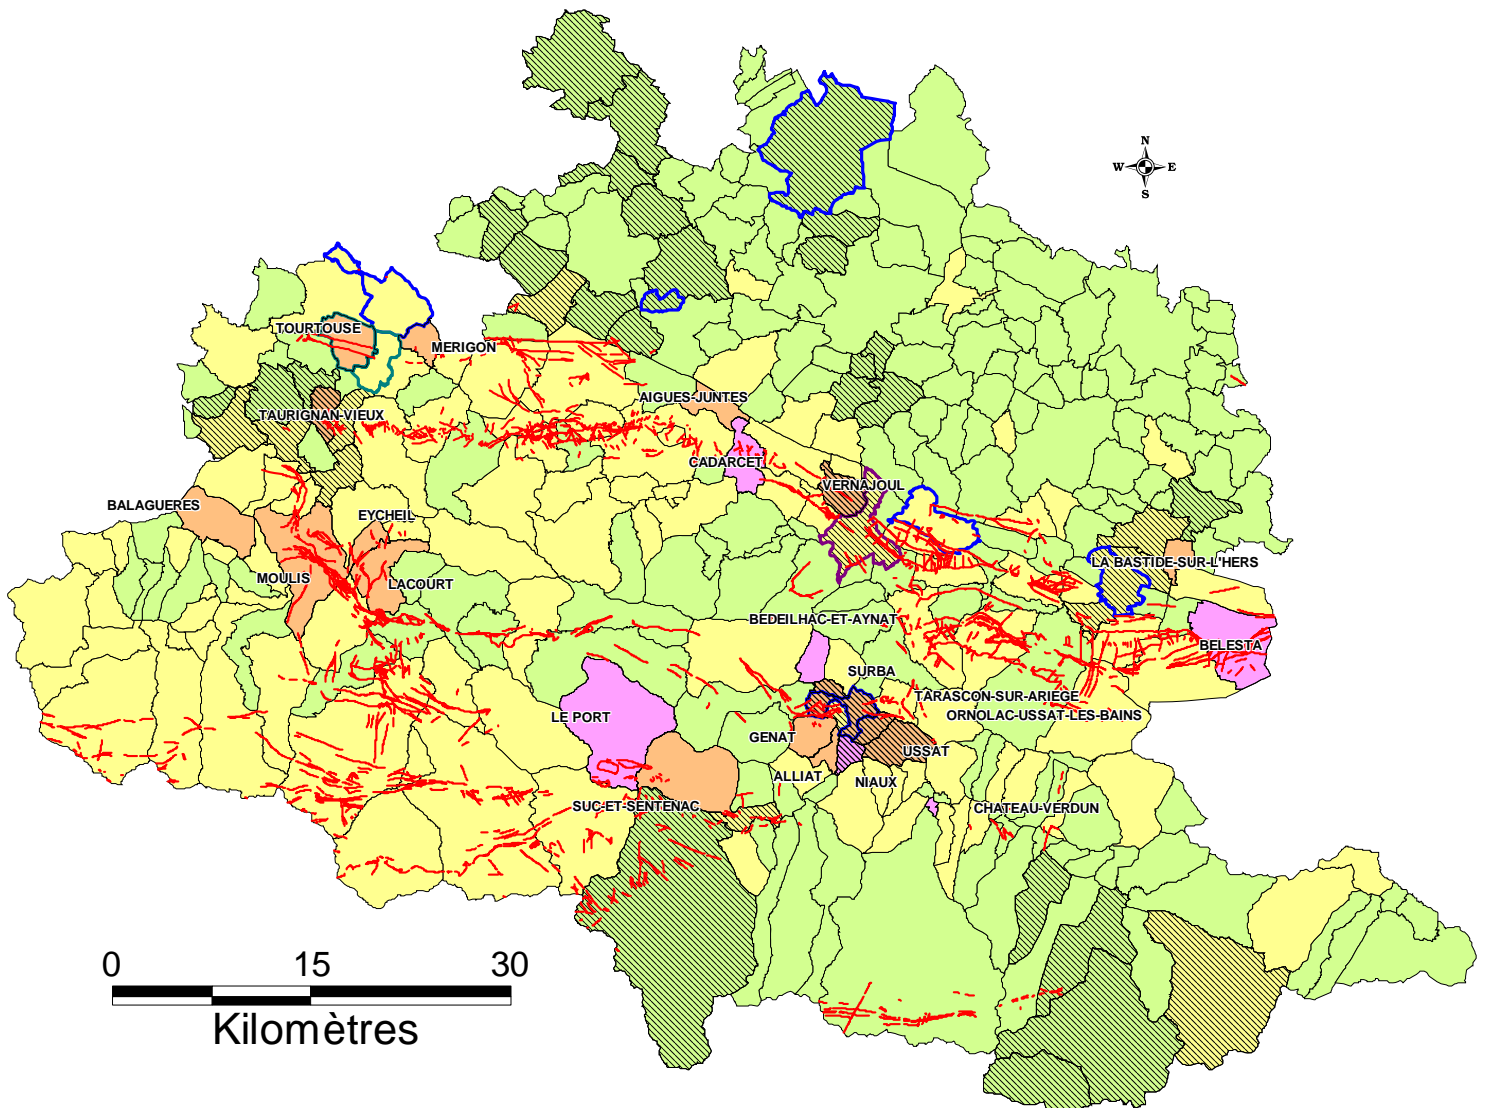 N
W E
S
TOURTOUSE
MERIGON
AIGUES-JUNTES
TAURIGNAN-VIEUX
CADARCET
VERNAJOUL
BALAGUERES
EYCHEIL
LA BASTIDE-SUR-L'HERS
MOULIS
LACOURT
BEDEILHAC-ET-AYNAT
BELESTA
SURBA
TARASCON-SUR-ARIEGE
LE PORT
ORNOLAC-USSAT-LES-BAINS
GENAT
USSAT
ALLIAT
NIAUX
SUC-ET-SENTENAC
CHATEAU-VERDUN
0 15 30
Kilomètres